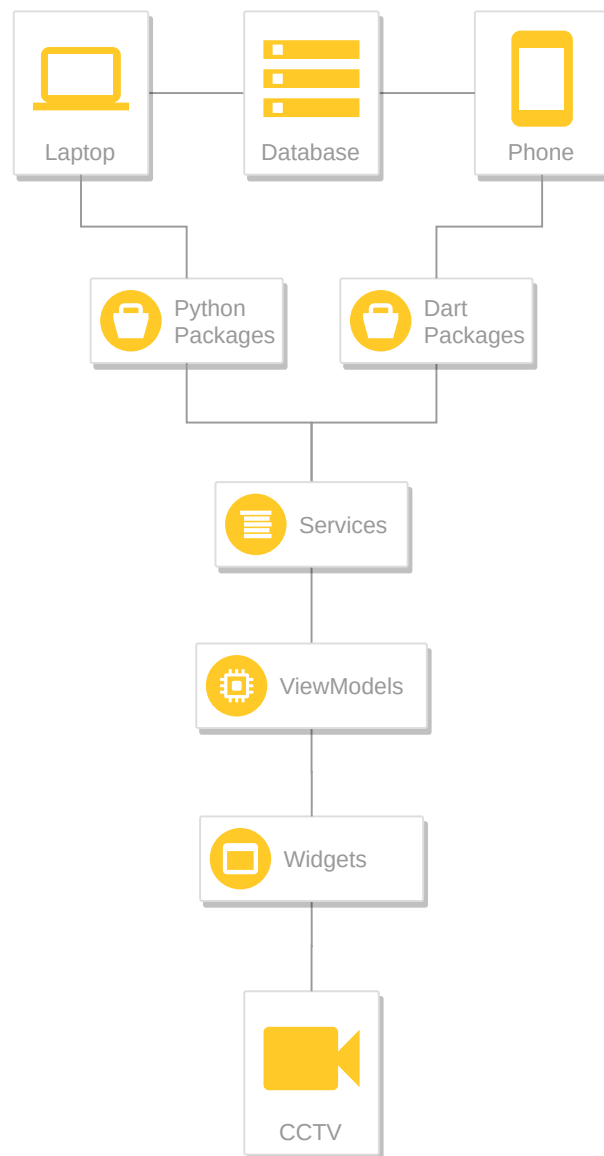 Laptop
Database
Phone
Python
Packages
Dart
Packages
Services
ViewModels
Widgets
CCTV